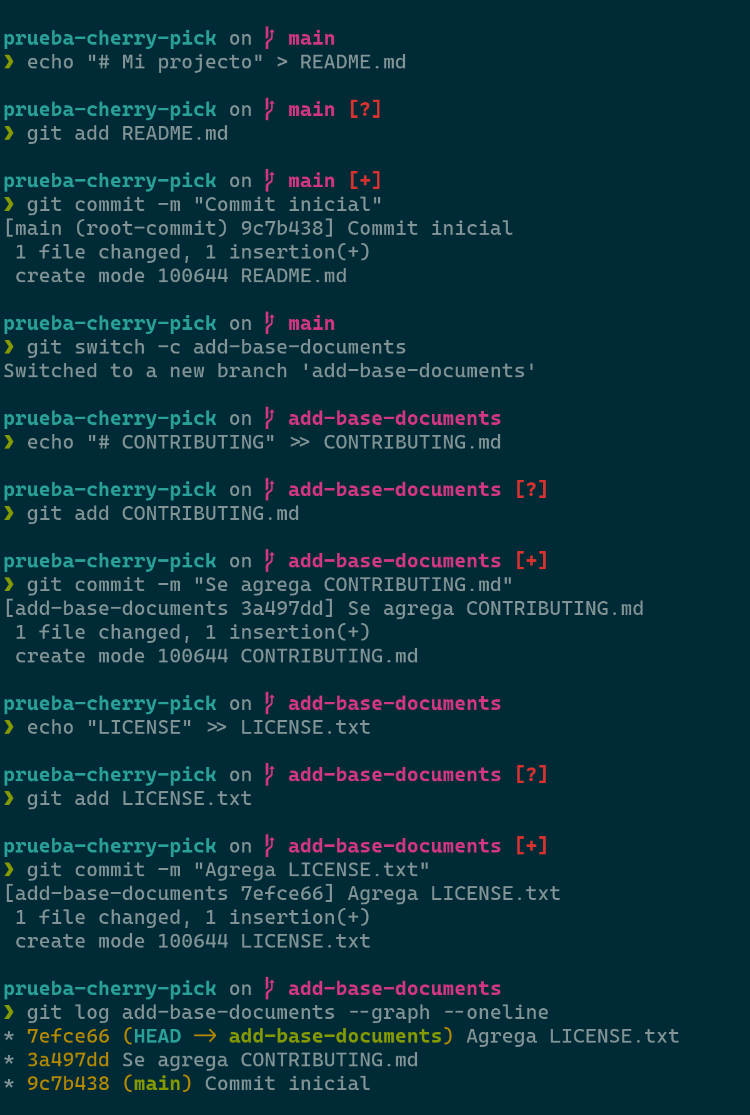 prueba-cherry-pick on main
❯ echo "# Mi projecto" > README.md
prueba-cherry-pick on main [?]
❯ git add README.md
prueba-cherry-pick on main [+]
❯ git commit -m "Commit inicial"
[main (root-commit) 9c7b438] Commit inicial
1 file changed, 1 insertion(+)
create mode 100644 README.md
prueba-cherry-pick on main
❯ git switch -c add-base-documents
Switched to a new branch 'add-base-documents'
prueba-cherry-pick on add-base-documents
❯ echo "# CONTRIBUTING" >> CONTRIBUTING.md
prueba-cherry-pick on add-base-documents [?]
❯ git add CONTRIBUTING.md
prueba-cherry-pick on add-base-documents [+]
❯ git commit -m "Se agrega CONTRIBUTING.md"
[add-base-documents 3a497dd] Se agrega CONTRIBUTING.md
1 file changed, 1 insertion(+)
create mode 100644 CONTRIBUTING.md
prueba-cherry-pick on add-base-documents
❯ echo "LICENSE" >> LICENSE.txt
prueba-cherry-pick on add-base-documents [?]
❯ git add LICENSE.txt
prueba-cherry-pick on add-base-documents [+]
❯ git commit -m "Agrega LICENSE.txt"
[add-base-documents 7efce66] Agrega LICENSE.txt
1 file changed, 1 insertion(+)
create mode 100644 LICENSE.txt
prueba-cherry-pick on add-base-documents
❯ git log add-base-documents --graph --oneline
* 7efce66 (HEAD -> add-base-documents) Agrega LICENSE.txt
* 3a497dd Se agrega CONTRIBUTING.md
* 9c7b438 (main) Commit inicial